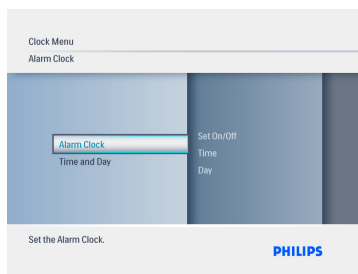 Clock Menu
Alarm Clock
Alarm Clock
Time and Day
Set On/Off
Time
Day
Set the Alarm Clock.
PHILIPS